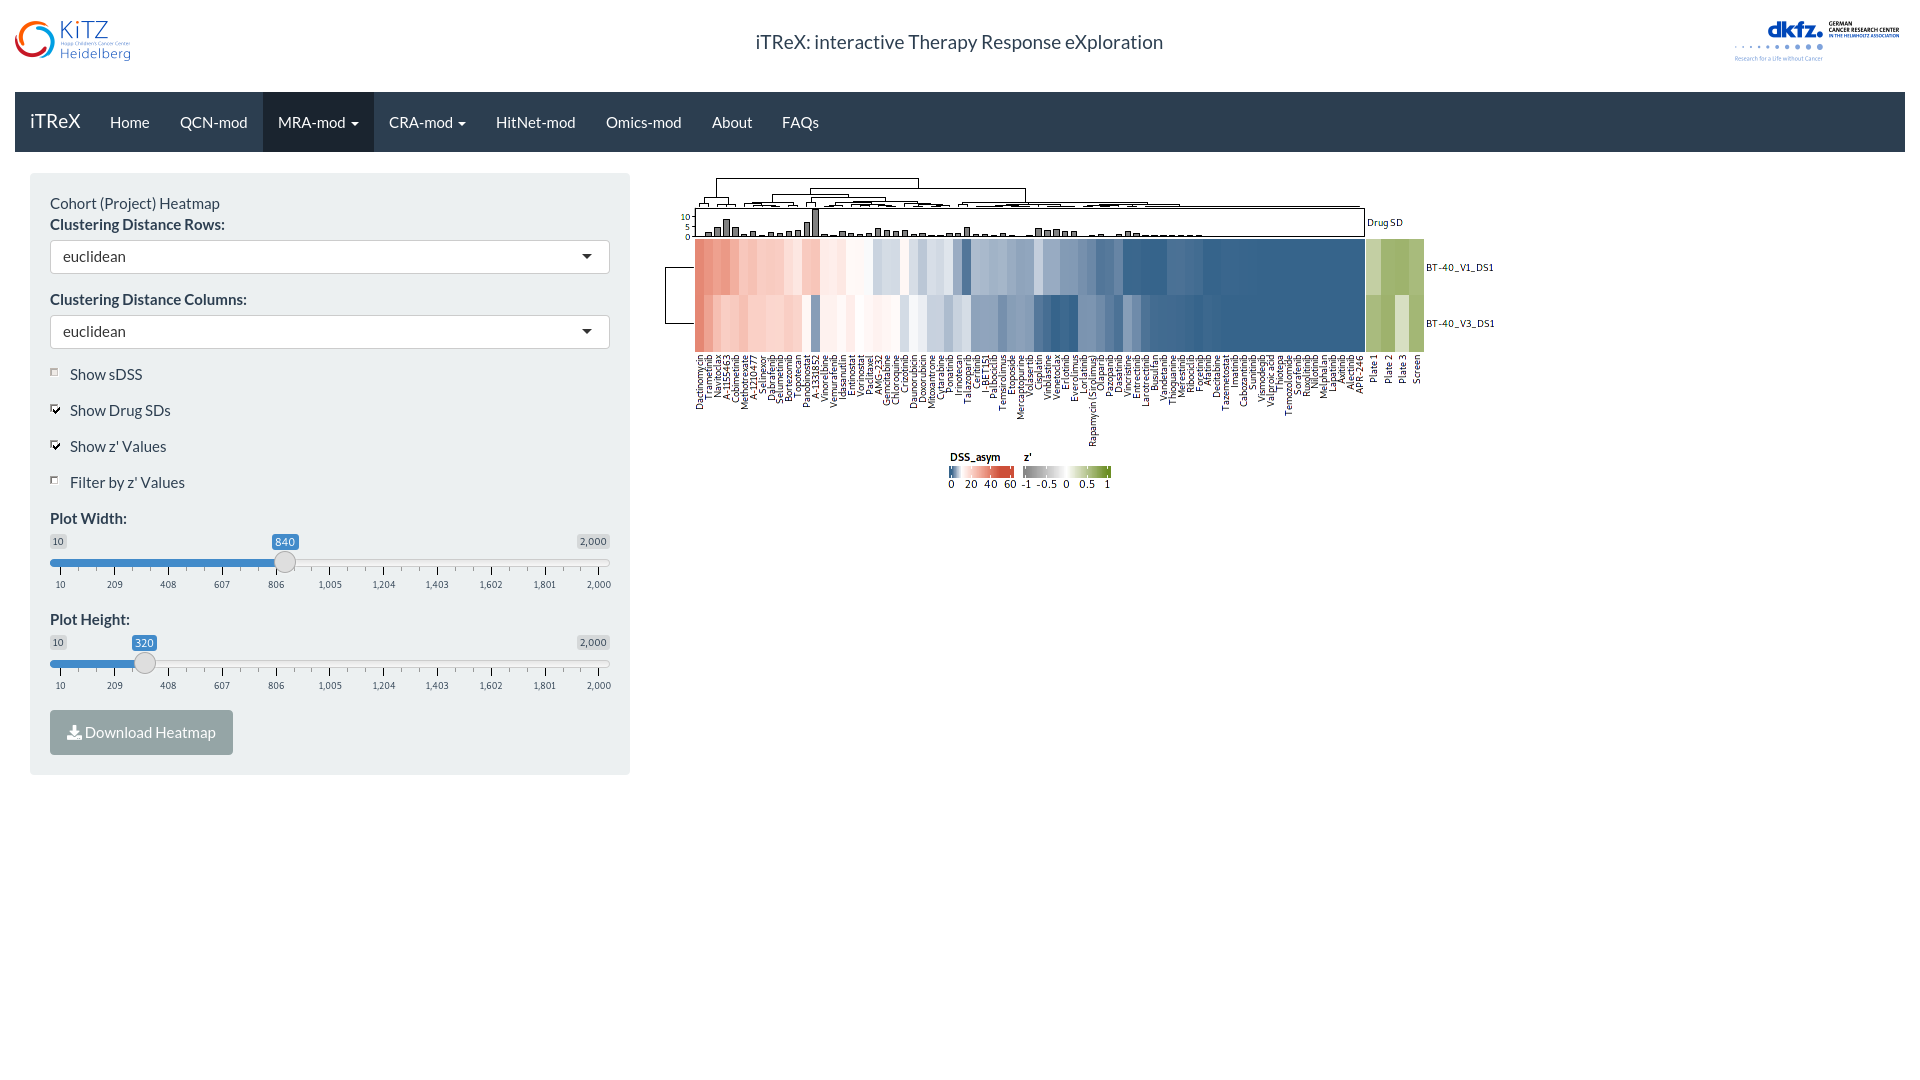 KiTZ
Hopp Children's Cancer Center
Heidelberg
iTReX: interactive Therapy Response eXploration
dkfz.
GERMAN
CANCER RESEARCH CENTER
IN THE HELMHOLTZ ASSOCIATION
Research for a Life without Cancer
iTReX
Home
QCN-mod
MRA-mod
CRA-mod
HitNet-mod
Omics-mod
About
FAQs
Cohort (Project) Heatmap
Clustering Distance Rows:
euclidean
Clustering Distance Columns:
euclidean
Show sDSS
Show Drug SDs
Show z' Values
Filter by z' Values
Plot Width:
10 840 2,000
10 209 408 607 806 1,005 1,204 1,403 1,602 1,801 2,000
Plot Height:
10 320 2,000
10 209 408 607 806 1,005 1,204 1,403 1,602 1,801 2,000
Download Heatmap
10
5
0
Drug SD
BT-40_V1_DS1
BT-40_V3_DS1
Dactinomycin
Trametinib
Navitoclax
A-1155463
Cobimetinib
Methotrexate
A-1210477
Selinexor
Dabrafenib
Selumetinib
Bortezomib
Topotecan
Panobinostat
A-1331852
Vinorelbine
Vemurafenib
Idasanutlin
Entinostat
Vorinostat
Paclitaxel
AMG-232
Gemcitabine
Chloroquine
Crizotinib
Daunorubicin
Doxorubicin
Mitoxantrone
Cytarabine
Ponatinib
Irinotecan
Talazoparib
Ceritinib
I-BET151
Palbociclib
Temsirolimus
Etoposide
Mercaptopurine
Volasertib
Cisplatin
Vinblastine
Venetoclax
Erlotinib
Everolimus
Lorlatinib
Rapamycin (Sirolimus)
Olaparib
Pazopanib
Dasatinib
Vincristine
Entrectinib
Larotrectinib
Busulfan
Vandetanib
Thioguanine
Merestinib
Ribociclib
Foretinib
Afatinib
Decitabine
Tazemetostat
Imatinib
Cabozantinib
Sunitinib
Vismodegib
Valproic acid
Thiotepa
Temozolomide
Sorafenib
Ruxolitinib
Nilotinib
Melphalan
Lapatinib
Axitinib
Alectinib
APR-246
Plate 1
Plate 2
Plate 3
Screen
DSS_asym
0 20 40 60
z'
-1 -0.5 0 0.5 1